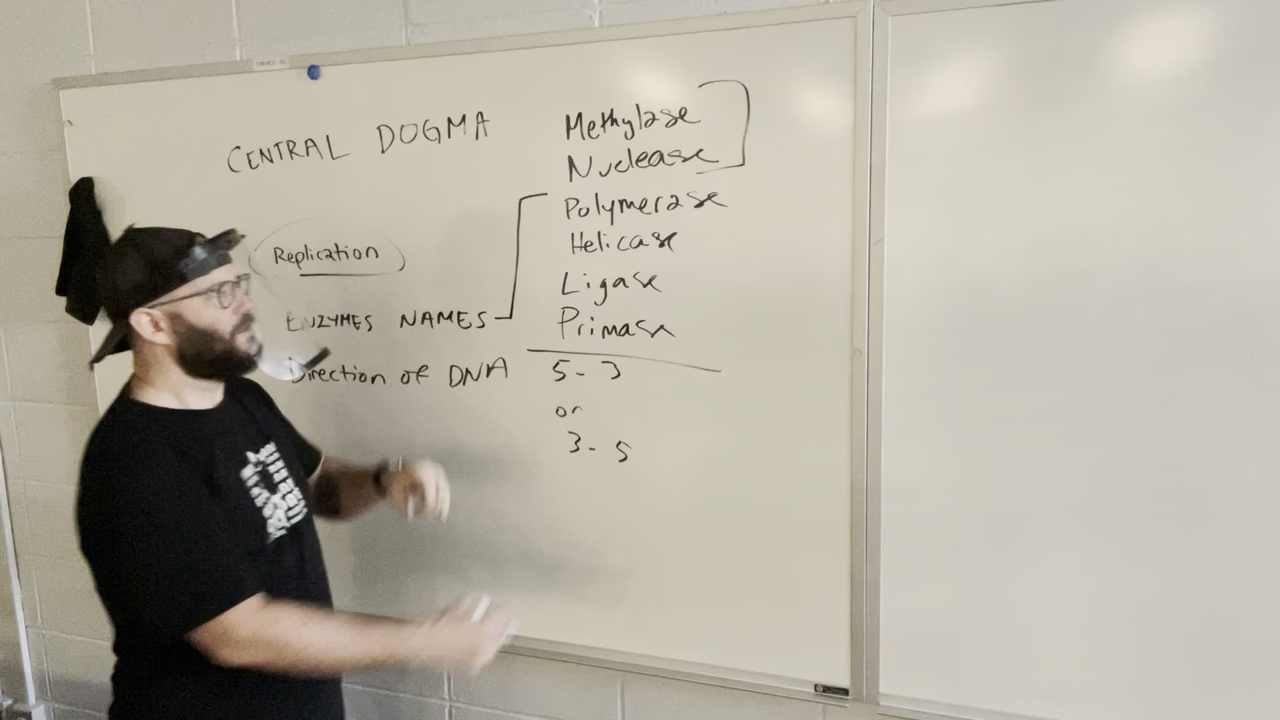 CENTRAL DOGMA
Replication
ENZYMES NAMES
Direction of DNA
Methylase
Nuclease
Polymerase
Helicase
Ligase
Primase
5-3
or
3-5